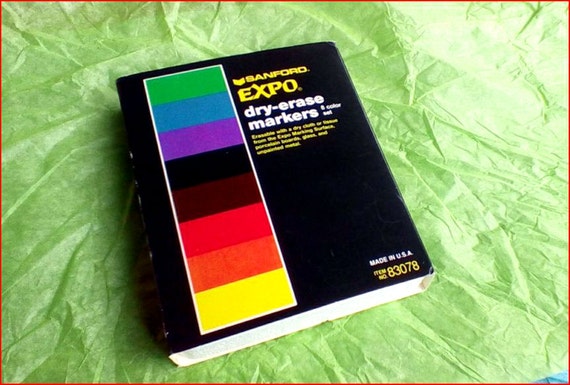 SANFORD®
EXPO®
dry-erase
markers 8 color set
Erasable with a dry cloth or tissue
from the Expo Marking Surface,
porcelain boards, glass, and
unpainted metal.
MADE IN U.S.A.
ITEM NO. 83078